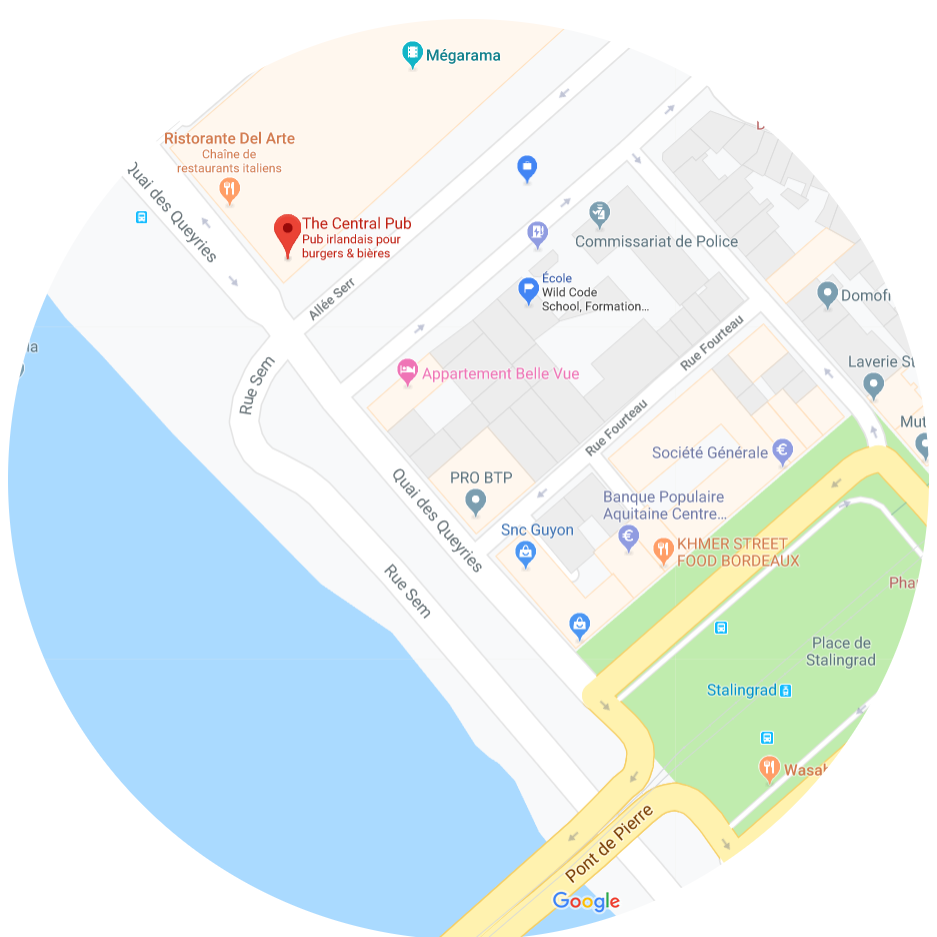 Mégarama
Ristorante Del Arte
Chaîne de
restaurants italiens
Quai des Queyries
The Central Pub
Pub irlandais pour
burgers & bières
Allée Serr
Commissariat de Police
École
Wild Code
School, Formation...
Domofi
Rue Fourteau
Laverie St
Rue Sem
Appartement Belle Vue
Rue Fourteau
Mut
Société Générale
PRO BTP
Quai des Queyries
Banque Populaire
Aquitaine Centre...
Snc Guyon
KHMER STREET
FOOD BORDEAUX
Rue Sem
Pha
Place de
Stalingrad
Stalingrad
Wasab
Pont de Pierre
Google